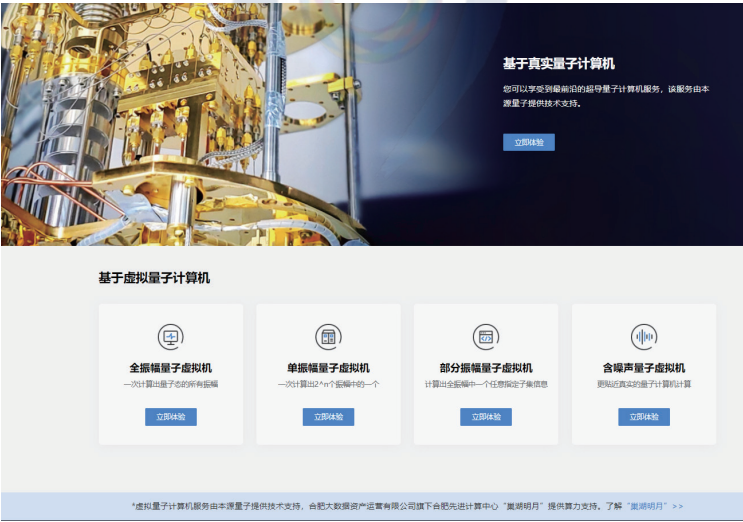 基于真实量子计算机
您可以享受到最前沿的超导量子计算机服务，该服务由本
源量子提供技术支持。
立即体验
基于虚拟量子计算机
全振幅量子虚拟机
一次计算出量子态的所有振幅
立即体验
单振幅量子虚拟机
一次计算出2^n个振幅中的一个
立即体验
部分振幅量子虚拟机
计算出全振幅中一个任意指定子集信息
立即体验
含噪声量子虚拟机
更贴近真实的量子计算机计算
立即体验
*虚拟量子计算机服务由本源量子提供技术支持，合肥大数据资产运营有限公司旗下合肥先进计算中心“巢湖明月”提供算力支持。了解“巢湖明月”>>